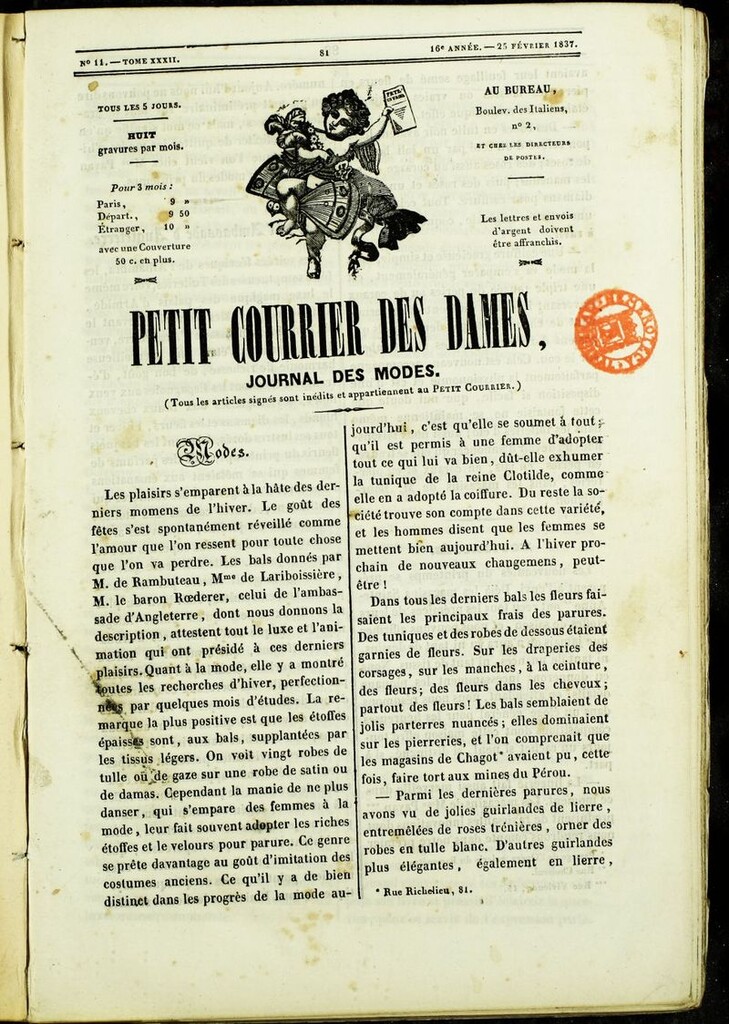 N° 11. — TOME XXXII.
81
16e ANNÉE. — 25 FÉVRIER 1837.
TOUS LES 5 JOURS.
HUIT
gravures par mois.
Pour 3 mois :
Paris, 9 »
Départ., 9 50
Étranger, 10 »
avec une Couverture
50 c. en plus.
AU BUREAU,
Boulev. des Italiens,
n° 2,
ET CHEZ LES DIRECTEURS
DE POSTES.
Les lettres et envois
d'argent doivent
être affranchis.
PETIT COURRIER DES DAMES,
JOURNAL DES MODES.
(Tous les articles signés sont inédits et appartiennent au PETIT COURRIER.)
Modes.
Les plaisirs s'emparent à la hâte des der-
niers momens de l'hiver. Le goût des
fêtes s'est spontanément réveillé comme
l'amour que l'on ressent pour toute chose
que l'on va perdre. Les bals donnés par
M. de Rambuteau, Mme de Lariboissière,
M. le baron Rœderer, celui de l'ambas-
sade d'Angleterre, dont nous donnons la
description, attestent tout le luxe et l'ani-
mation qui ont présidé à ces derniers
plaisirs. Quant à la mode, elle y a montré
toutes les recherches d'hiver, perfection-
nées par quelques mois d'études. La re-
marque la plus positive est que les étoffes
épaisses sont, aux bals, supplantées par
les tissus légers. On voit vingt robes de
tulle ou de gaze sur une robe de satin ou
de damas. Cependant la manie de ne plus
danser, qui s'empare des femmes à la
mode, leur fait souvent adopter les riches
étoffes et le velours pour parure. Ce genre
se prête davantage au goût d'imitation des
costumes anciens. Ce qu'il y a de bien
distinct dans les progrès de la mode au-
jourd'hui, c'est qu'elle se soumet à tout;
qu'il est permis à une femme d'adopter
tout ce qui lui va bien, dût-elle exhumer
la tunique de la reine Clotilde, comme
elle en a adopté la coiffure. Du reste la so-
ciété trouve son compte dans cette variété,
et les hommes disent que les femmes se
mettent bien aujourd'hui. A l'hiver pro-
chain de nouveaux changemens, peut-
être !
Dans tous les derniers bals les fleurs fai-
saient les principaux frais des parures.
Des tuniques et des robes de dessous étaient
garnies de fleurs. Sur les draperies des
corsages, sur les manches, à la ceinture,
des fleurs; des fleurs dans les cheveux;
partout des fleurs! Les bals semblaient de
jolis parterres nuancés; elles dominaient
sur les pierreries, et l'on comprenait que
les magasins de Chagot* avaient pu, cette
fois, faire tort aux mines du Pérou.
— Parmi les dernières parures, nous
avons vu de jolies guirlandes de lierre,
entremêlées de roses trénières, orner des
robes en tulle blanc. D'autres guirlandes
plus élégantes, également en lierre,
* Rue Richelieu, 81.